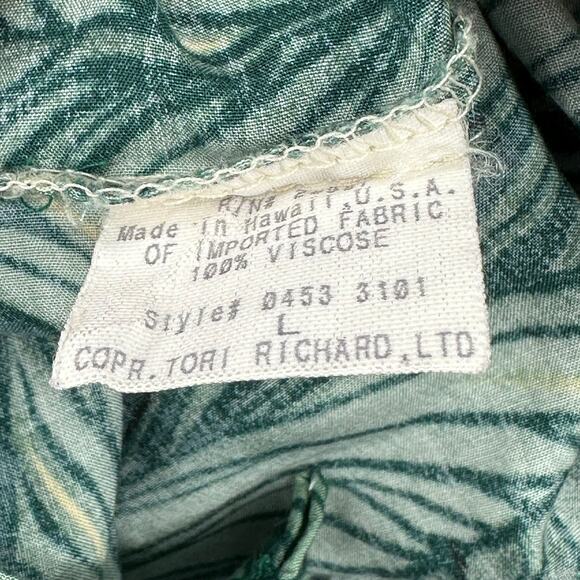 R/N#
Made in Hawaii, U.S.A.
OF IMPORTED FABRIC
100% VISCOSE
Style# 0453 3101
L
COPR. TORI RICHARD, LTD